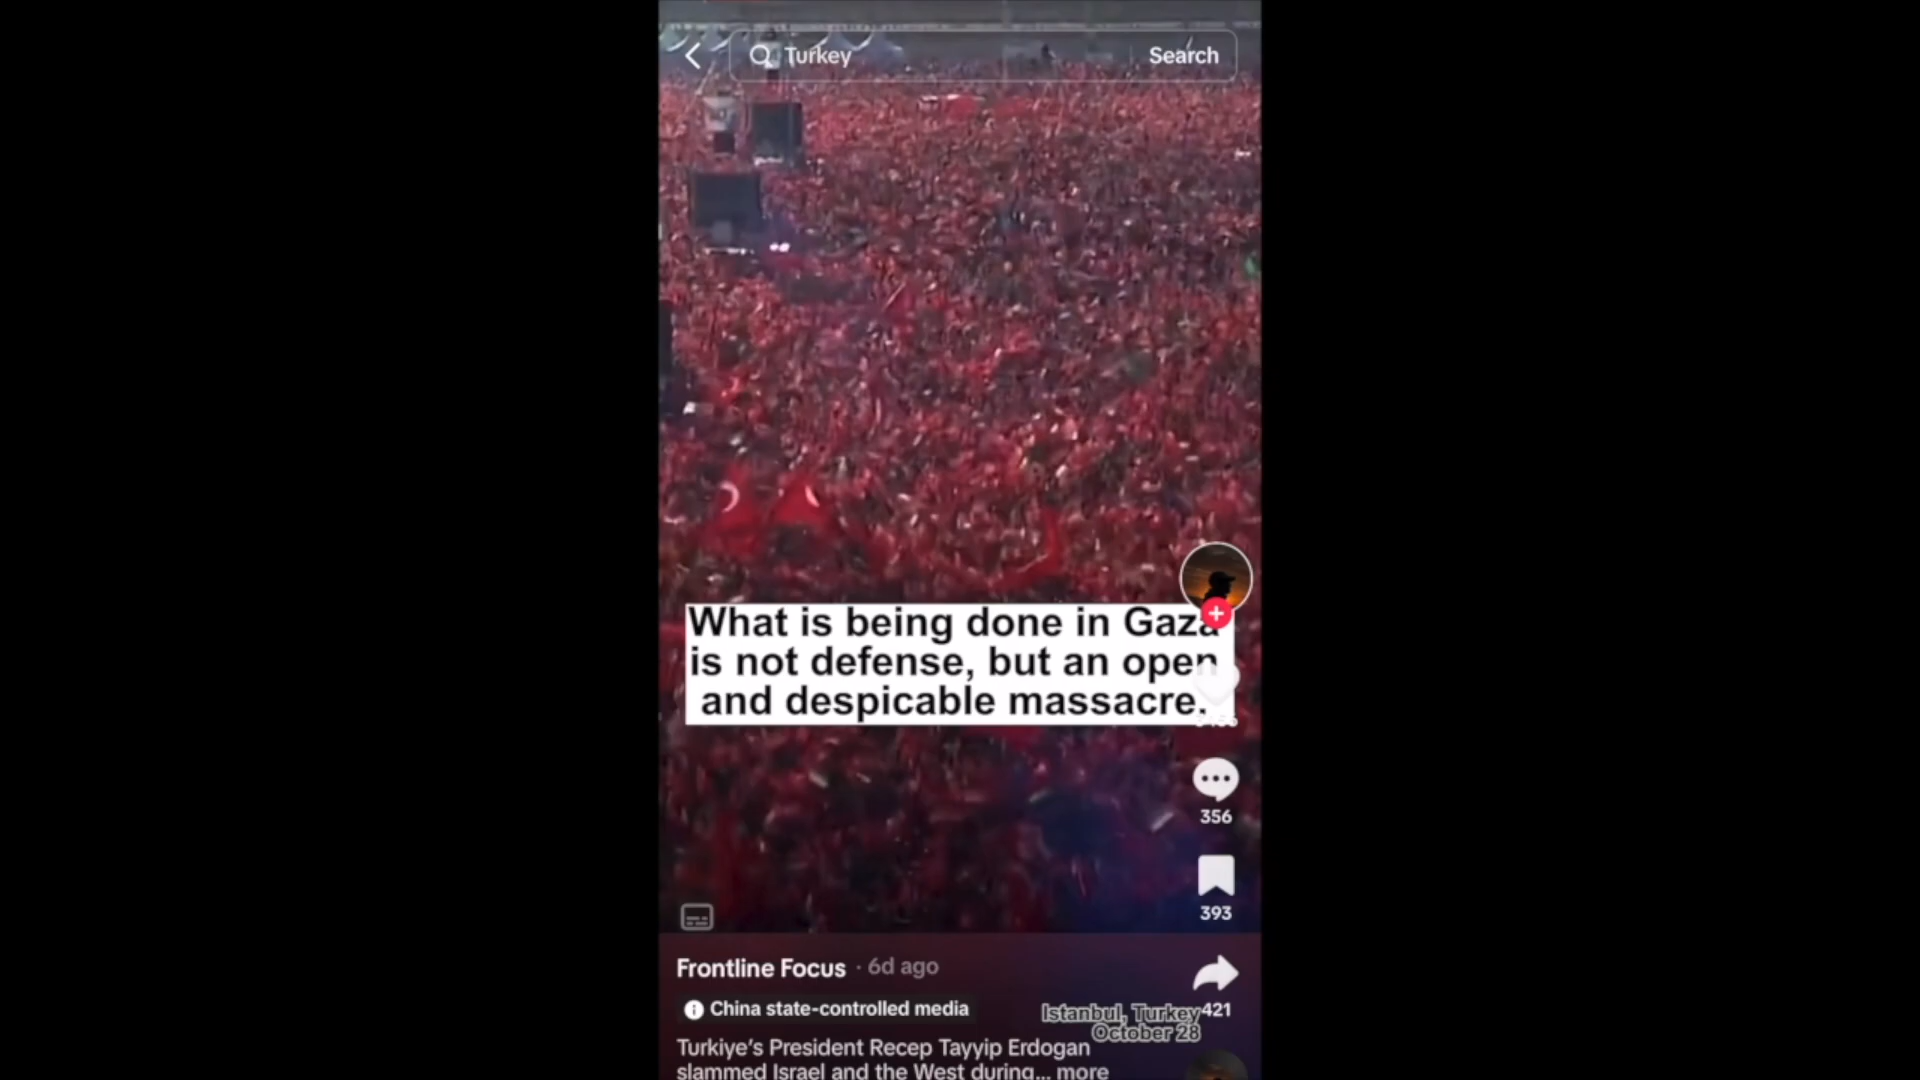 Turkey
Search
What is being done in Gaza
is not defense, but an open
and despicable massacre.
356
393
Frontline Focus · 6d ago
China state-controlled media
Istanbul, Turkey
October 28
421
Turkiye's President Recep Tayyip Erdogan
slammed Israel and the West during... more